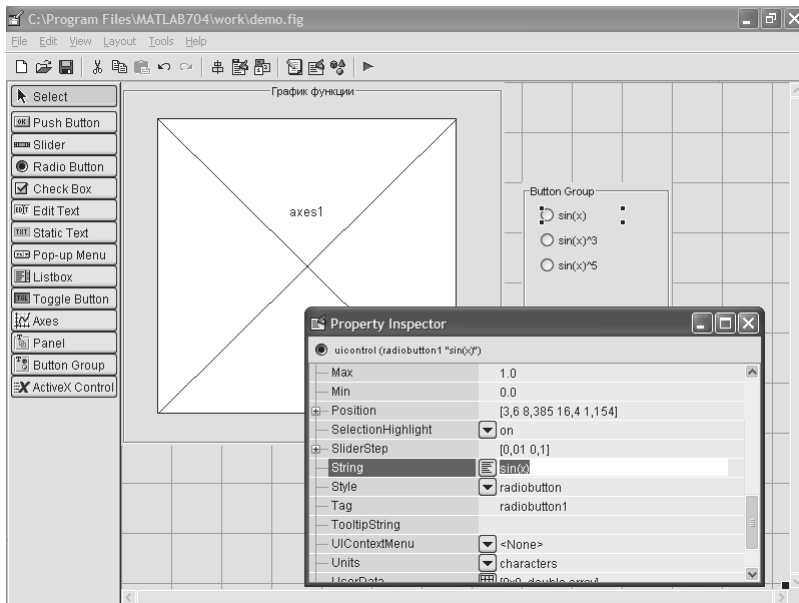 C:\Program Files\MATLAB704\work\demo.fig
File Edit View Layout Tools Help
Select
Push Button
Slider
Radio Button
Check Box
Edit Text
Static Text
Pop-up Menu
Listbox
Toggle Button
Axes
Panel
Button Group
ActiveX Control
График функции
axes1
Button Group
sin(x)
sin(x)^3
sin(x)^5
Property Inspector
uicontrol (radiobutton1 "sin(x)")
Max 1.0
Min 0.0
Position [3,6 8,385 16,4 1,154]
SelectionHighlight on
SliderStep [0,01 0,1]
String sin(x)
Style radiobutton
Tag radiobutton1
TooltipString
UIContextMenu <None>
Units characters
UserData [0x0 double array]